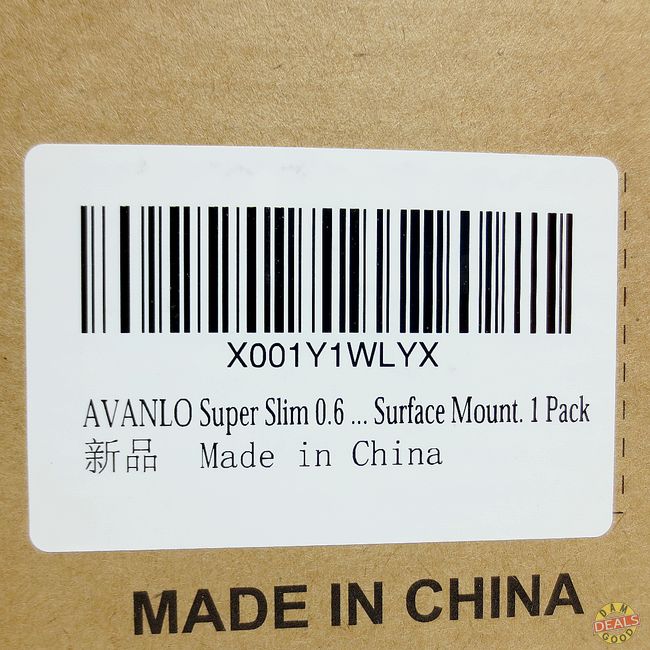 X001Y1WLYX
AVANLO Super Slim 0.6 ... Surface Mount. 1 Pack
新品 Made in China
MADE IN CHINA
DAM
DEALS
GOOD